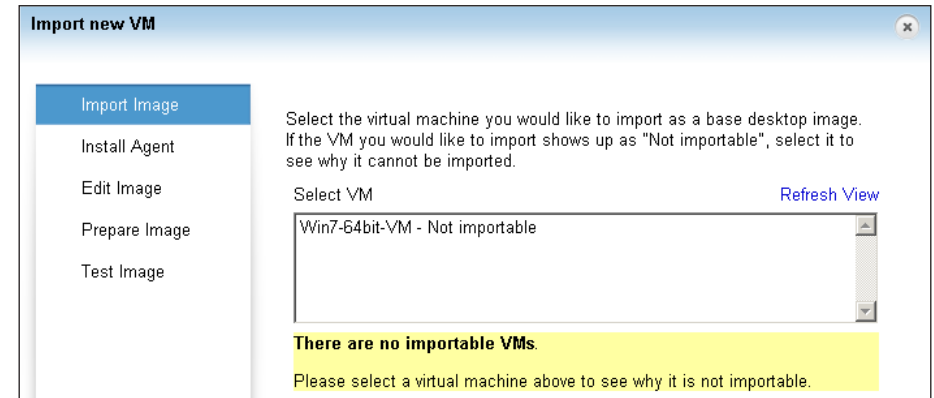 Import new VM
Import Image
Install Agent
Edit Image
Prepare Image
Test Image
Select the virtual machine you would like to import as a base desktop image.
If the VM you would like to import shows up as "Not importable", select it to
see why it cannot be imported.
Select VM
Refresh View
Win7-64bit-VM - Not importable
There are no importable VMs.
Please select a virtual machine above to see why it is not importable.